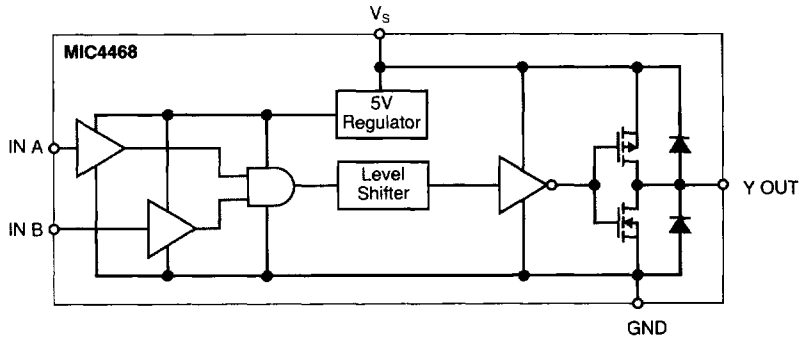 V_S
MIC4468
5V
Regulator
IN A
Level
Shifter
Y OUT
IN B
GND